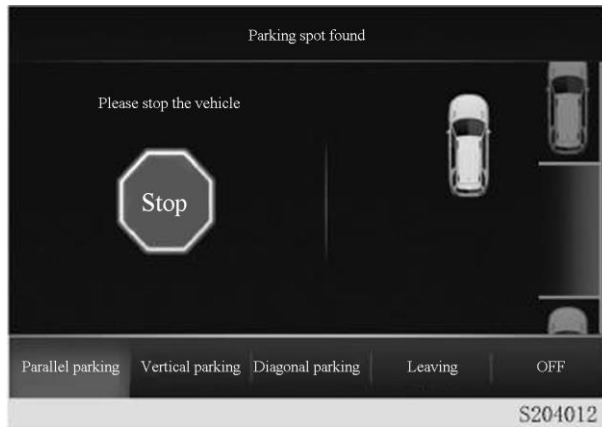 Parking spot found
Please stop the vehicle
Stop
Parallel parking Vertical parking Diagonal parking Leaving OFF
S204012